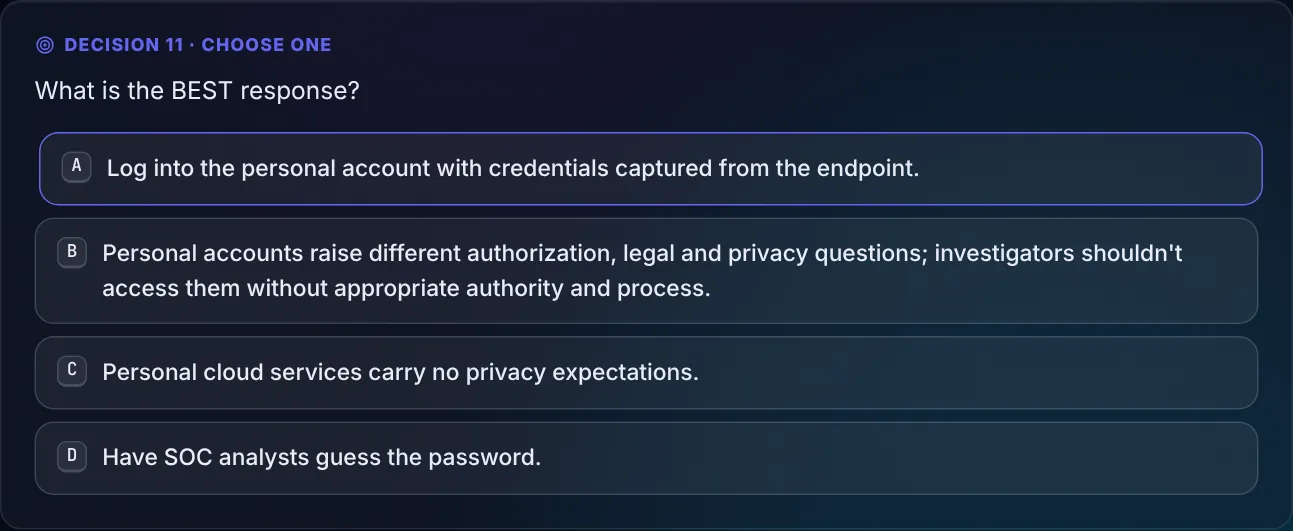 DECISION 11 · CHOOSE ONE
What is the BEST response?
A Log into the personal account with credentials captured from the endpoint.
B Personal accounts raise different authorization, legal and privacy questions; investigators shouldn't
access them without appropriate authority and process.
C Personal cloud services carry no privacy expectations.
D Have SOC analysts guess the password.